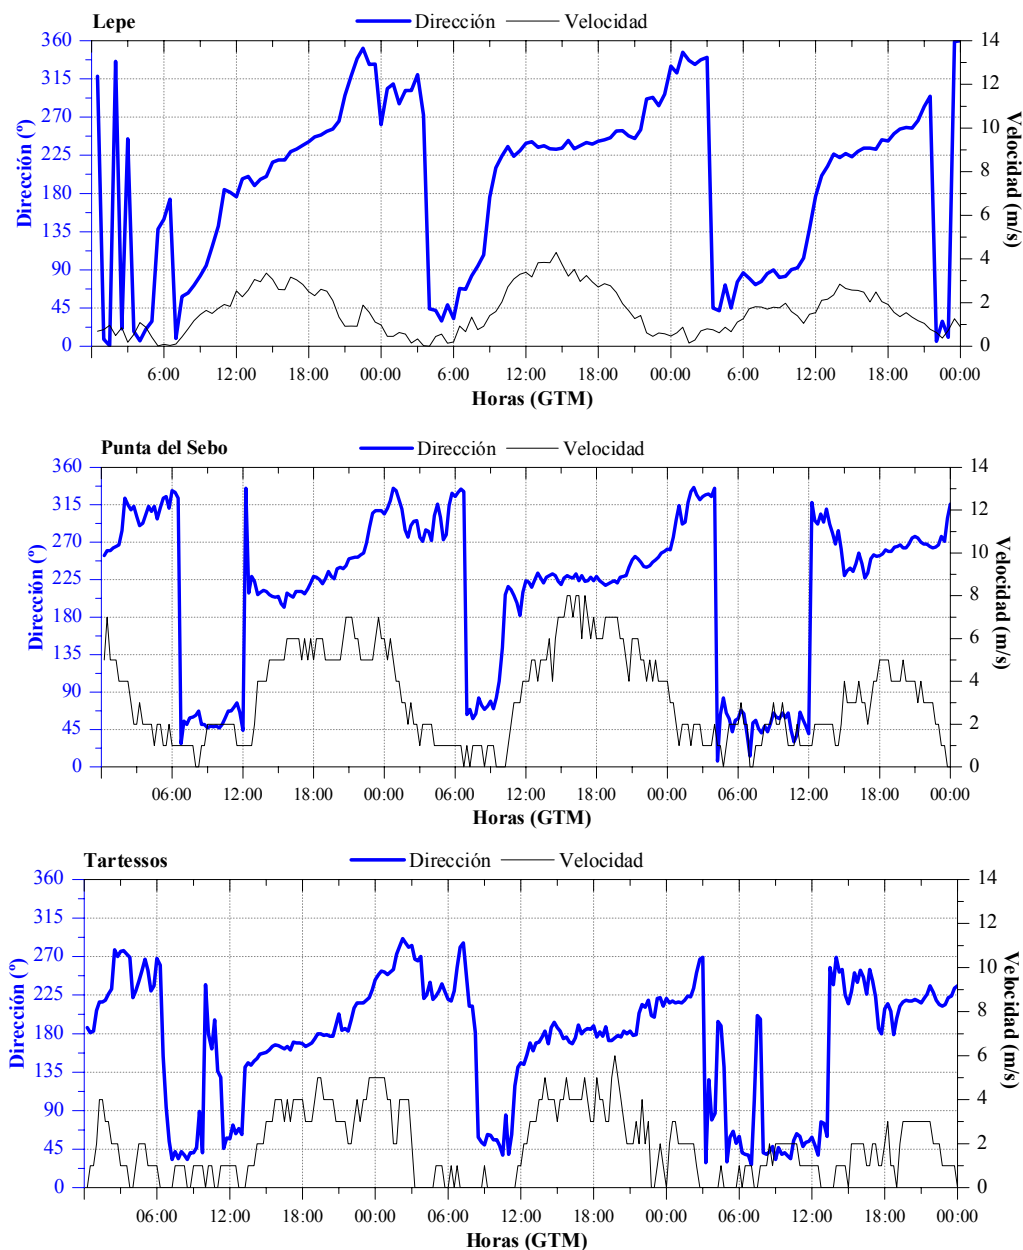 Lepe
Dirección Velocidad
360 14
315 12
270 10
225 8
180
135 6
90 4
45 2
0 0
Dirección (º)
Velocidad (m/s)
6:00 12:00 18:00 00:00 6:00 12:00 18:00 00:00 6:00 12:00 18:00 00:00
Horas (GTM)
Punta del Sebo
Dirección Velocidad
360 14
315 12
270 10
225 8
180
135 6
90 4
45 2
0 0
Dirección (º)
Velocidad (m/s)
06:00 12:00 18:00 00:00 06:00 12:00 18:00 00:00 06:00 12:00 18:00 00:00
Horas (GTM)
Tartessos
Dirección Velocidad
360 14
315 12
270 10
225 8
180
135 6
90 4
45 2
0 0
Dirección (º)
Velocidad (m/s)
06:00 12:00 18:00 00:00 06:00 12:00 18:00 00:00 06:00 12:00 18:00 00:00
Horas (GTM)